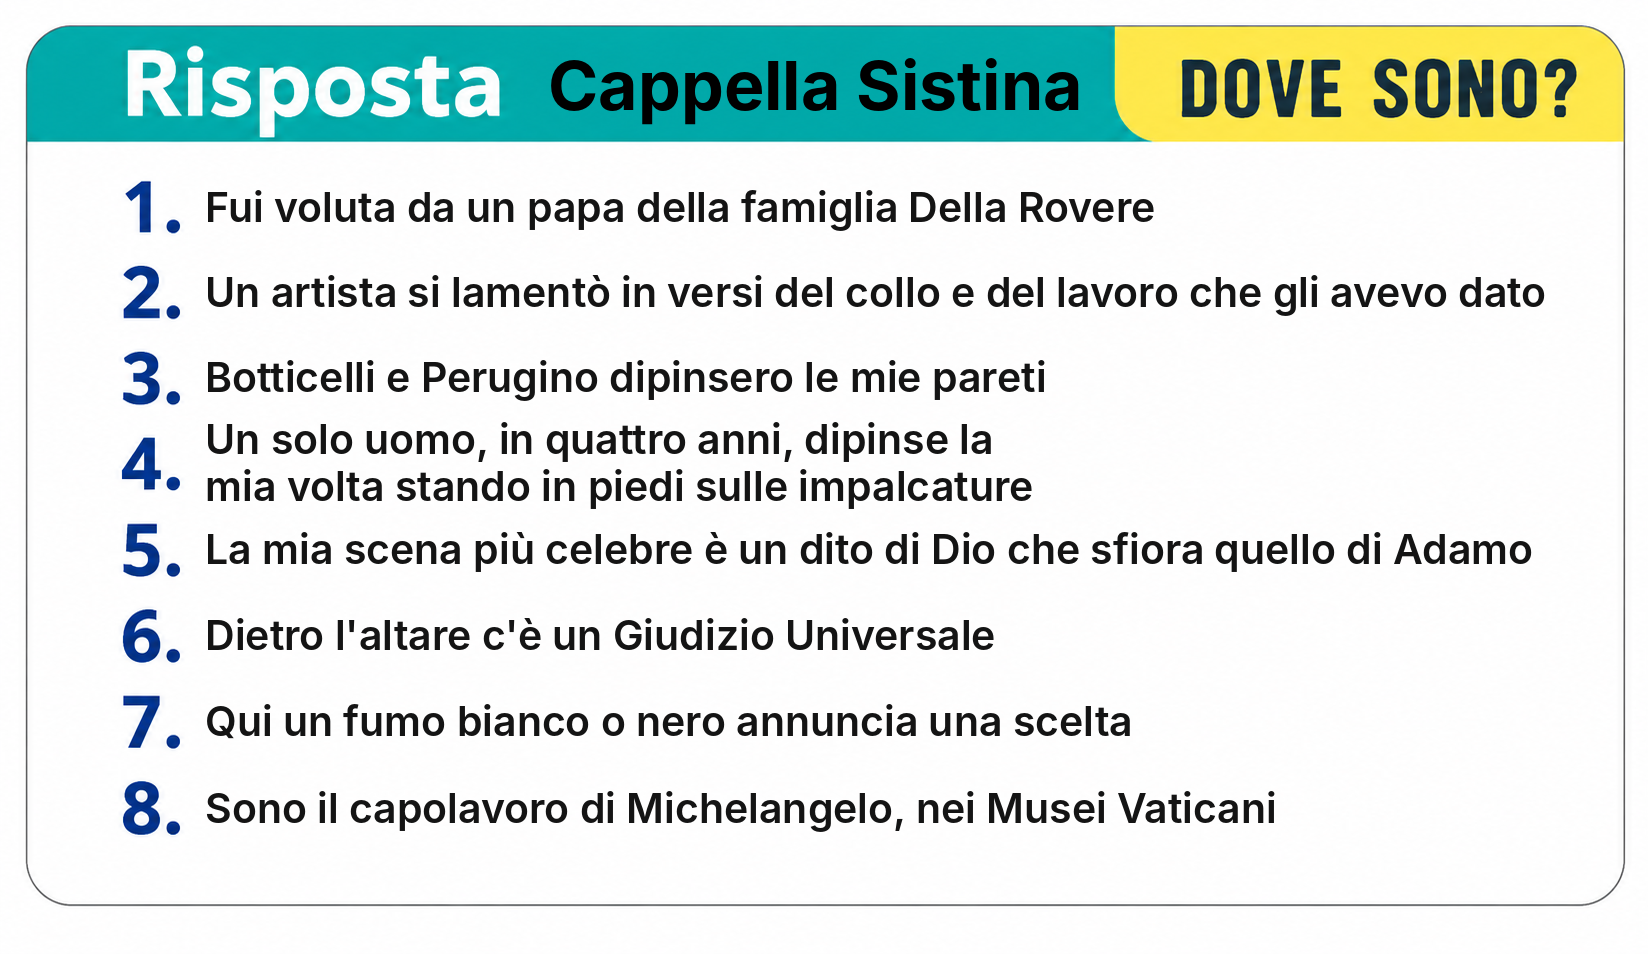 Risposta Cappella Sistina DOVE SONO?
1. Fui voluta da un papa della famiglia Della Rovere
2. Un artista si lamentò in versi del collo e del lavoro che gli avevo dato
3. Botticelli e Perugino dipinsero le mie pareti
4. Un solo uomo, in quattro anni, dipinse la
mia volta stando in piedi sulle impalcature
5. La mia scena più celebre è un dito di Dio che sfiora quello di Adamo
6. Dietro l'altare c'è un Giudizio Universale
7. Qui un fumo bianco o nero annuncia una scelta
8. Sono il capolavoro di Michelangelo, nei Musei Vaticani